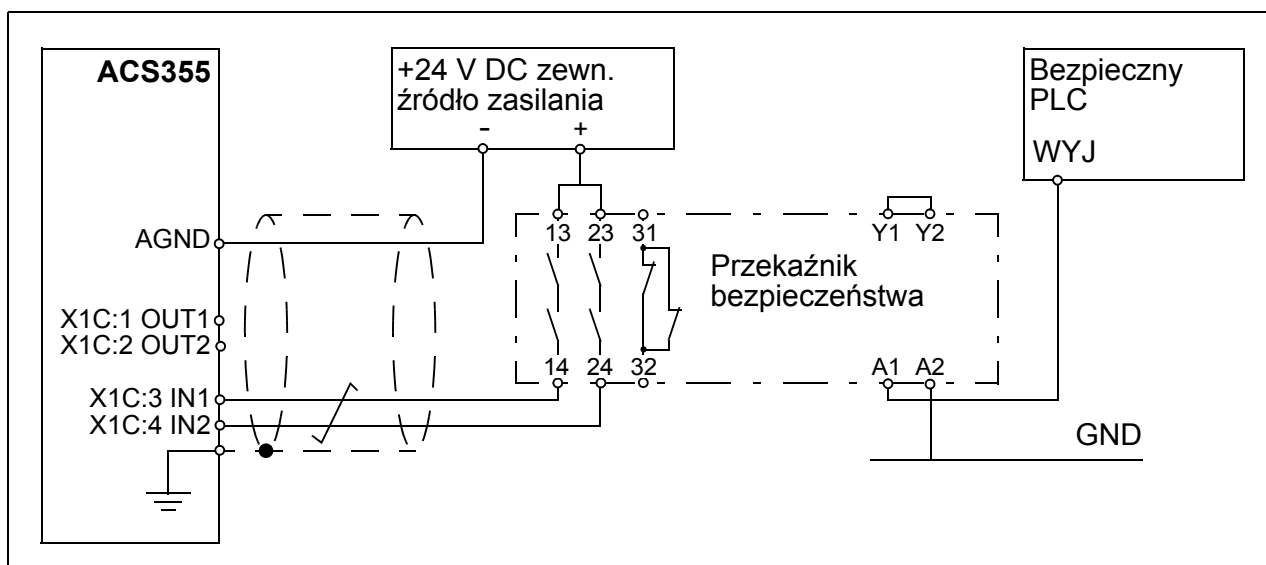 ACS355
+24 V DC zewn.
źródło zasilania
- +
Bezpieczny
PLC
WYJ
AGND
13 23 31
Y1 Y2
Przekaźnik
bezpieczeństwa
X1C:1 OUT1
X1C:2 OUT2
14 24 32
A1 A2
X1C:3 IN1
X1C:4 IN2
GND